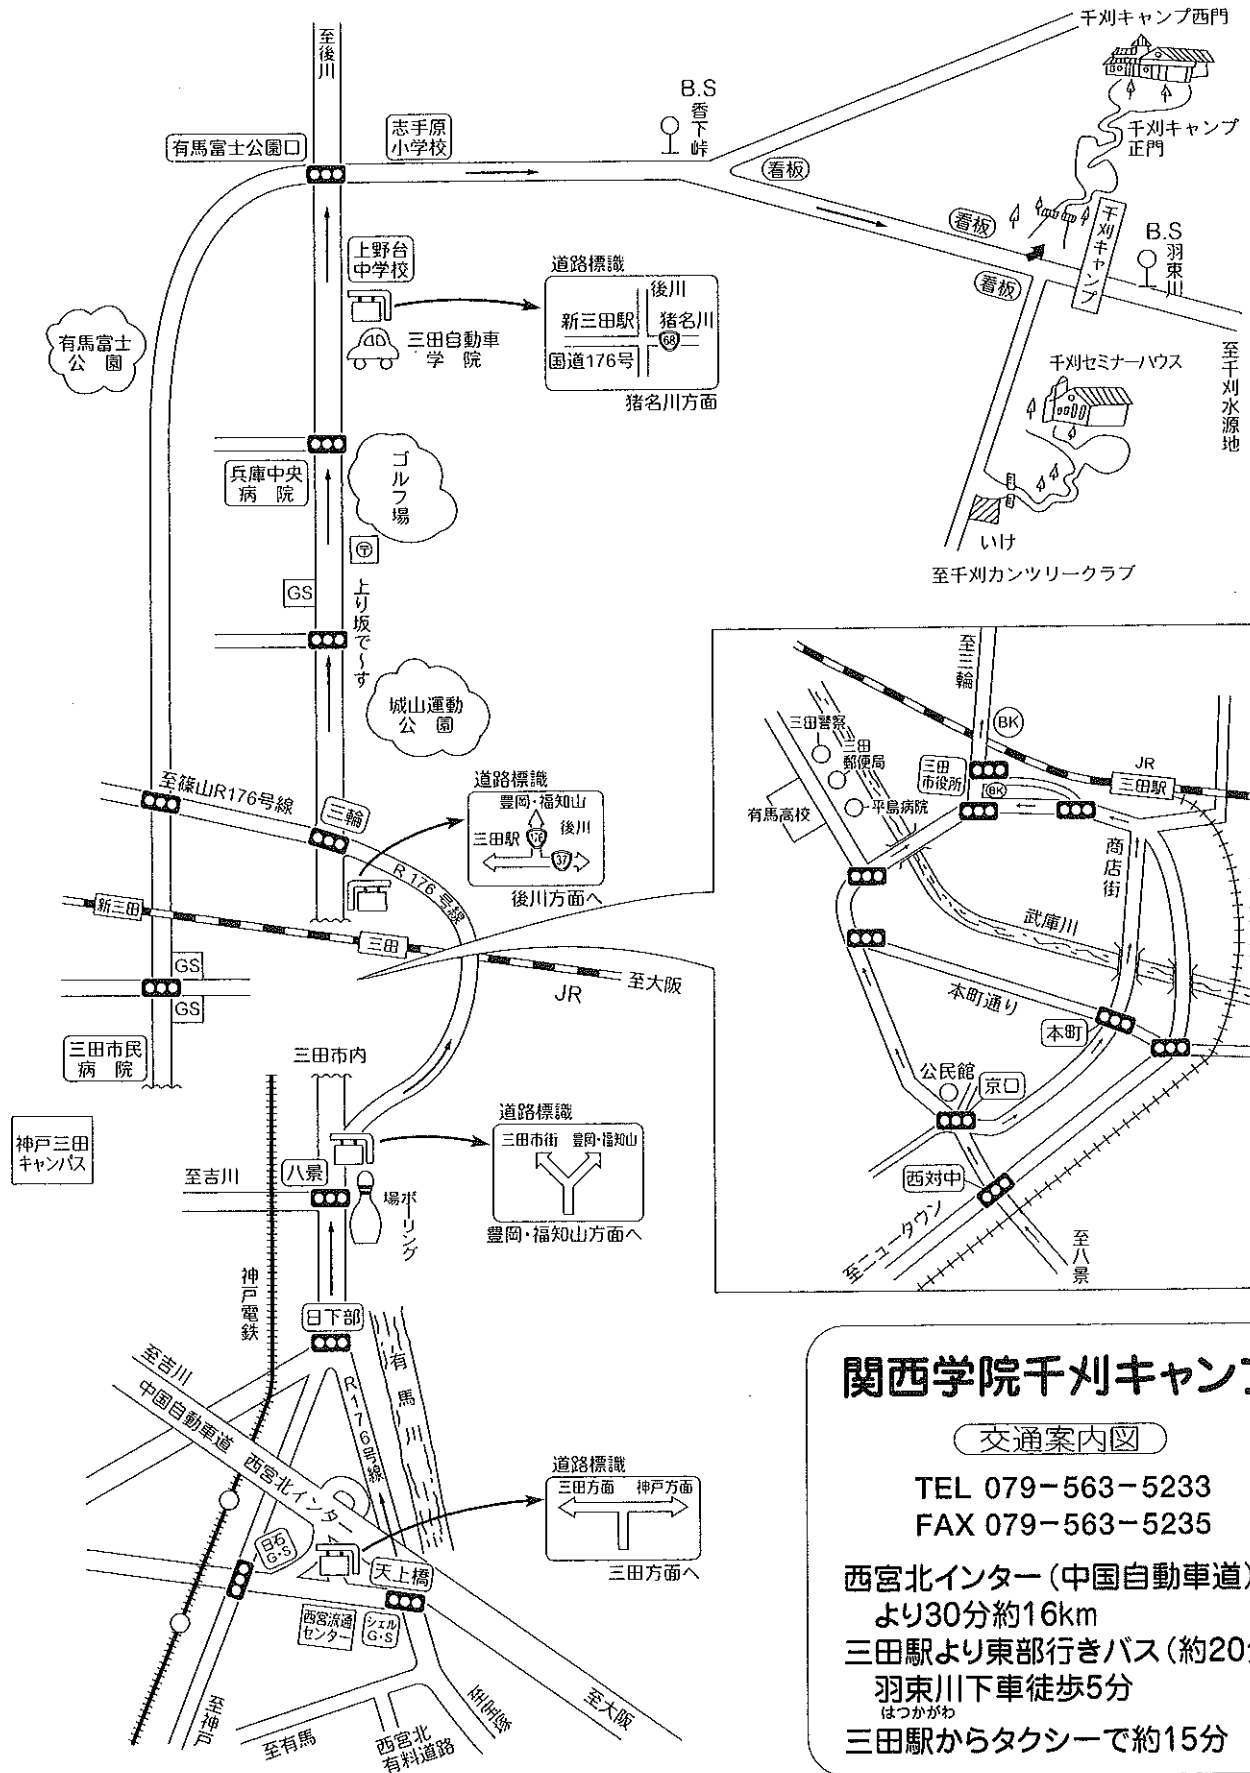 千刈キャンプ西門
至後川
B.S
香下峠
志手原
小学校
有馬富士公園口
千刈キャンプ
正門
看板
看板
看板
千刈キャンプ
B.S
羽束川
上野台
中学校
道路標識
後川
新三田駅
猪名川
68
国道176号
猪名川方面
三田自動車
学院
有馬富士
公園
千刈セミナーハウス
至千刈水源地
兵庫中央
病院
ゴルフ場
〒
いけ
至千刈カンツリークラブ
GS
上り坂で〜す
城山運動
公園
至篠山R176号線
三輪
道路標識
豊岡・福知山
三田駅
176
後川
37
後川方面へ
R176号線
新三田
三田
JR
至大阪
GS
GS
三田市民
病院
三田市内
神戸三田
キャンパス
道路標識
三田市街 豊岡・福知山
豊岡・福知山方面へ
八景
至吉川
ボーリング場
神戸電鉄
日下部
有馬川
至吉川
中国自動車道 西宮北インター
R176号線
道路標識
三田方面 神戸方面
三田方面へ
日石
G・S
天上橋
西宮流通
センター
シェル
G・S
至神戸
至有馬
西宮北
有料道路
至宝塚
至大阪
至三輪
BK
三田警察
三田
郵便局
三田
市役所
BK
JR
三田駅
有馬高校
平島病院
商店街
武庫川
本町通り
本町
公民館
京口
西対中
至ニュータウン
至八景
関西学院千刈キャンプ
交通案内図
TEL 079-563-5233
FAX 079-563-5235
西宮北インター(中国自動車道)
より30分約16km
三田駅より東部行きバス(約20分
羽束川下車徒歩5分
はつかがわ
三田駅からタクシーで約15分